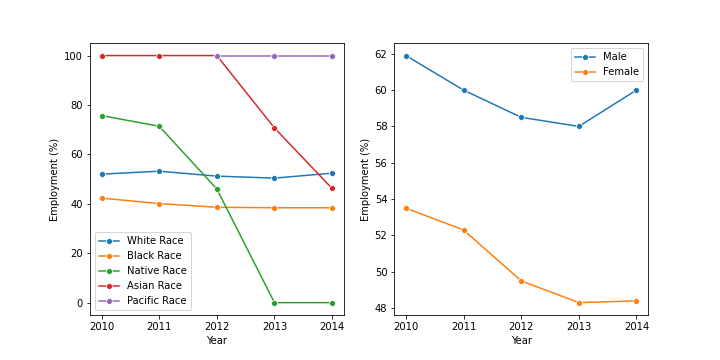 100
80
60
40
20
0
Employment (%)
White Race
Black Race
Native Race
Asian Race
Pacific Race
2010 2011 2012 2013 2014
Year
62
60
58
56
54
52
50
48
Employment (%)
Male
Female
2010 2011 2012 2013 2014
Year